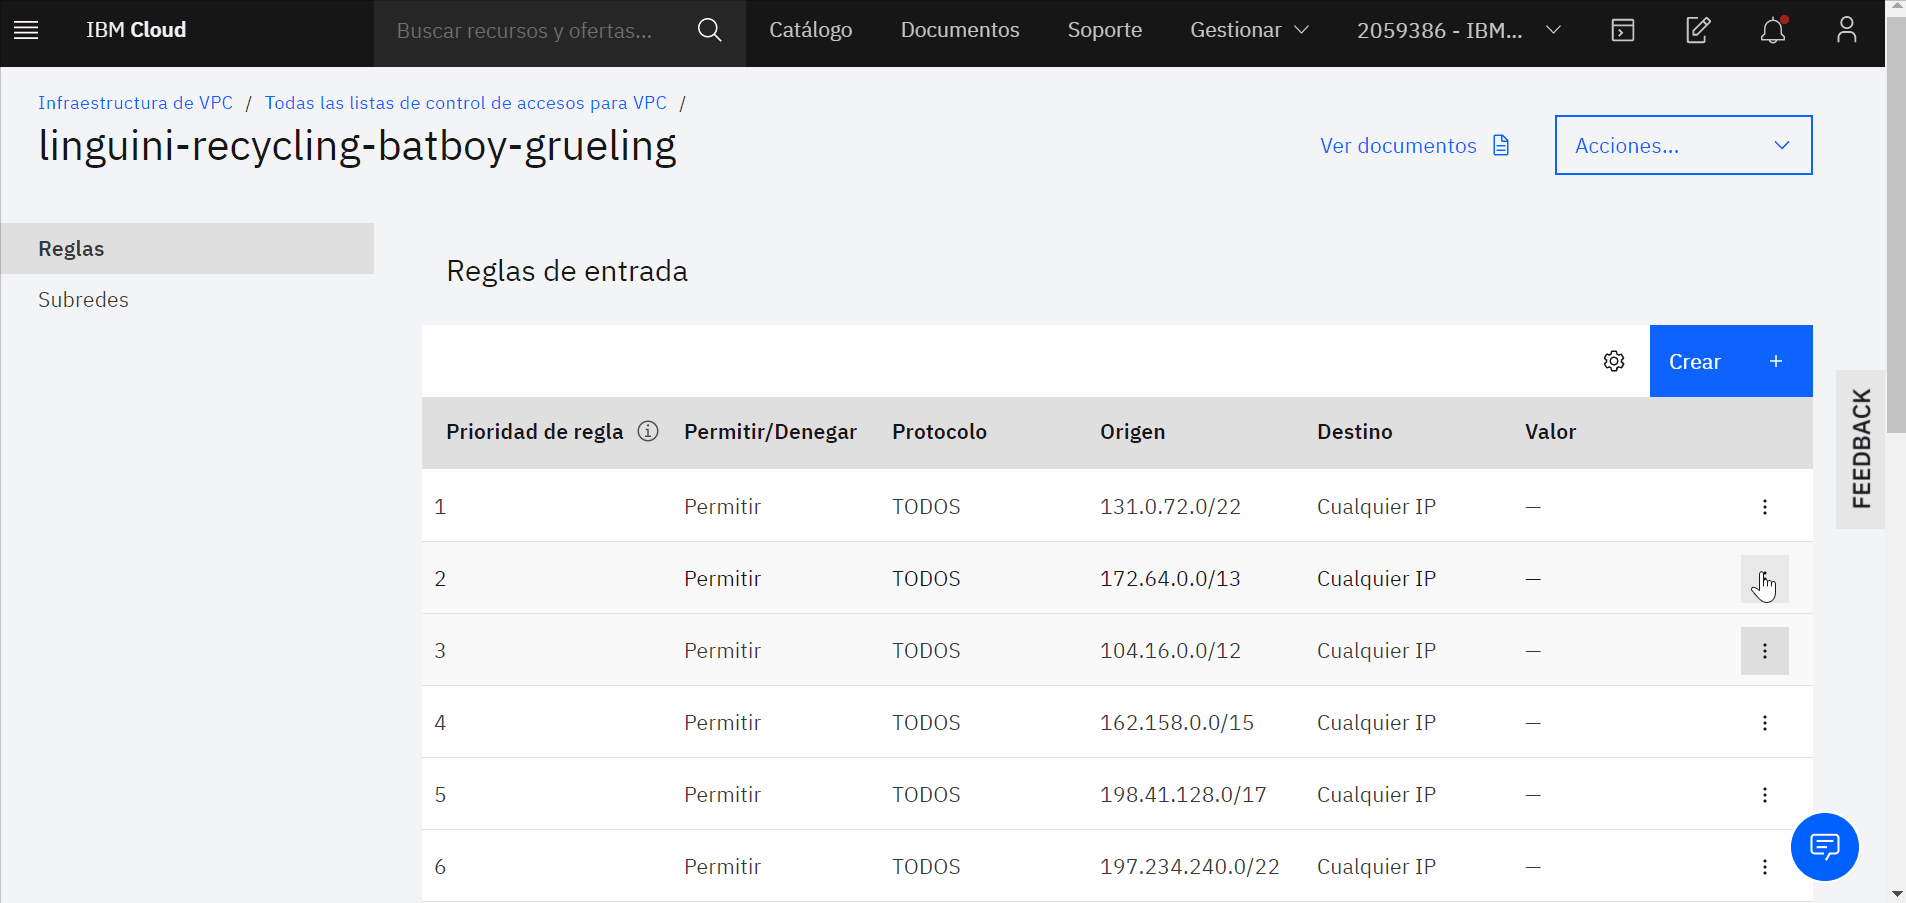 IBM Cloud Buscar recursos y ofertas... Catálogo Documentos Soporte Gestionar 2059386 - IBM...
Infraestructura de VPC / Todas las listas de control de accesos para VPC /
linguini-recycling-batboy-grueling
Ver documentos Acciones...
Reglas
Subredes
Reglas de entrada
Crear +
Prioridad de regla Permitir/Denegar Protocolo Origen Destino Valor
1 Permitir TODOS 131.0.72.0/22 Cualquier IP —
2 Permitir TODOS 172.64.0.0/13 Cualquier IP —
3 Permitir TODOS 104.16.0.0/12 Cualquier IP —
4 Permitir TODOS 162.158.0.0/15 Cualquier IP —
5 Permitir TODOS 198.41.128.0/17 Cualquier IP —
6 Permitir TODOS 197.234.240.0/22 Cualquier IP —
FEEDBACK